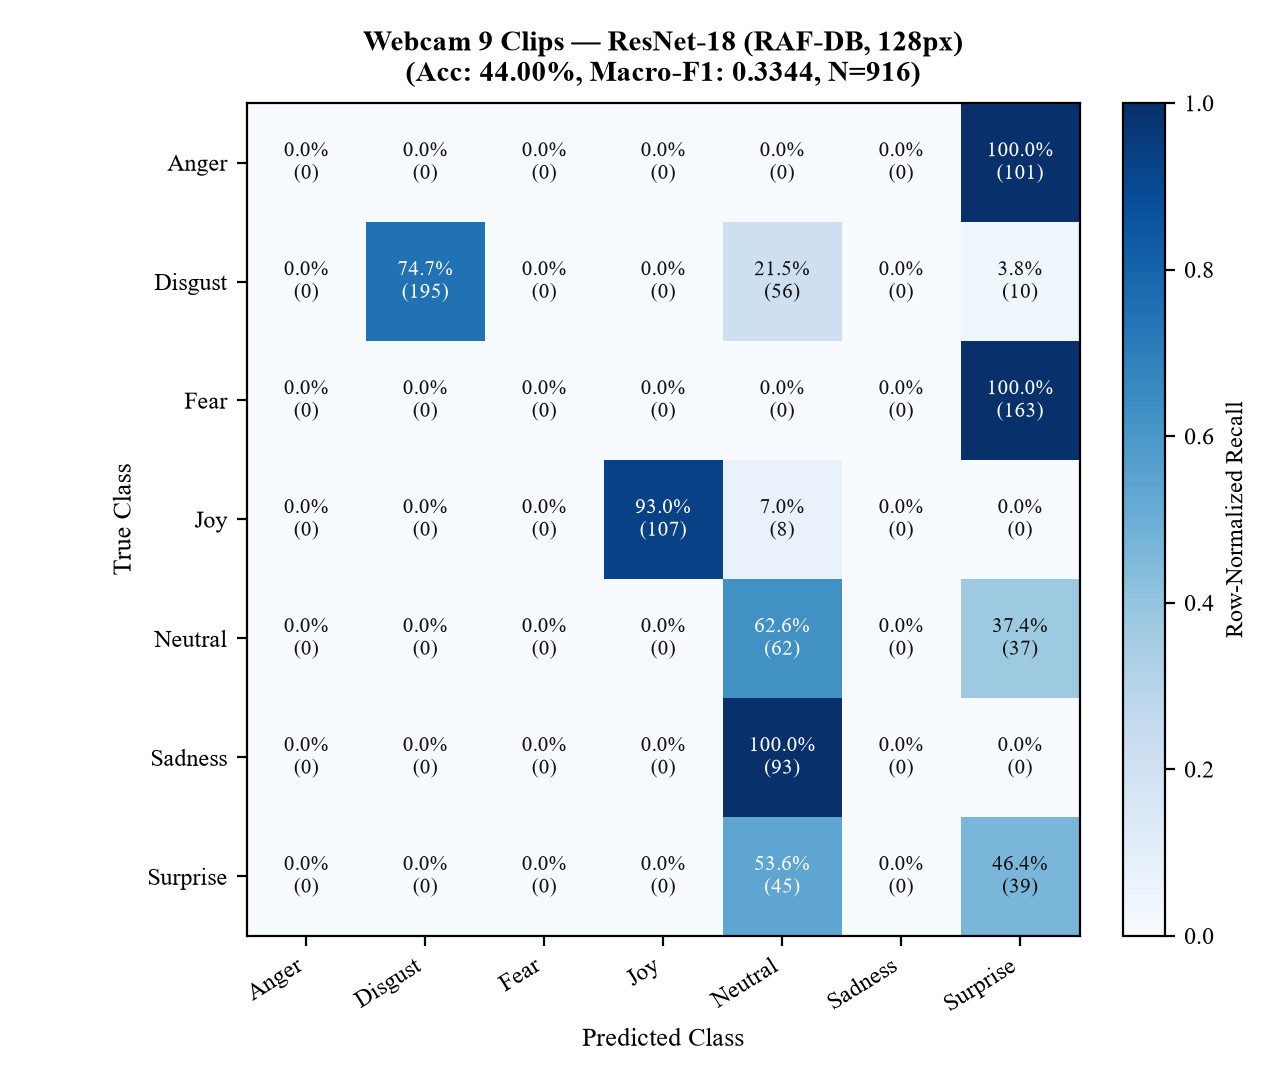 Webcam 9 Clips — ResNet-18 (RAF-DB, 128px)
(Acc: 44.00%, Macro-F1: 0.3344, N=916)
True Class
Anger
0.0% 0.0% 0.0% 0.0% 0.0% 0.0% 100.0%
(0) (0) (0) (0) (0) (0) (101)
Disgust
0.0% 74.7% 0.0% 0.0% 21.5% 0.0% 3.8%
(0) (195) (0) (0) (56) (0) (10)
Fear
0.0% 0.0% 0.0% 0.0% 0.0% 0.0% 100.0%
(0) (0) (0) (0) (0) (0) (163)
Joy
0.0% 0.0% 0.0% 93.0% 7.0% 0.0% 0.0%
(0) (0) (0) (107) (8) (0) (0)
Neutral
0.0% 0.0% 0.0% 0.0% 62.6% 0.0% 37.4%
(0) (0) (0) (0) (62) (0) (37)
Sadness
0.0% 0.0% 0.0% 0.0% 100.0% 0.0% 0.0%
(0) (0) (0) (0) (93) (0) (0)
Surprise
0.0% 0.0% 0.0% 0.0% 53.6% 0.0% 46.4%
(0) (0) (0) (0) (45) (0) (39)
Anger Disgust Fear Joy Neutral Sadness Surprise
Predicted Class
1.0
0.8
0.6
0.4
0.2
0.0
Row-Normalized Recall